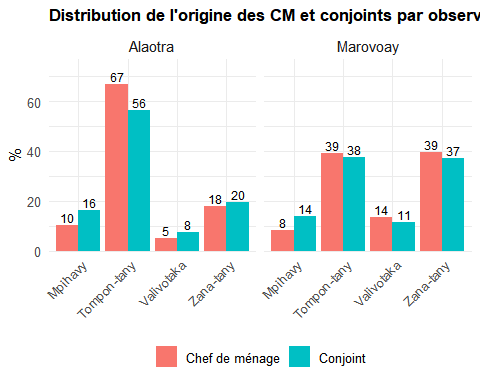 Distribution de l'origine des CM et conjoints par observ
Alaotra
Marovoay
%
60
40
20
0
10
16
67
56
5
8
18
20
8
14
39
38
14
11
39
37
Mpihavy
Tompon-tany
Valivotaka
Zana-tany
Mpihavy
Tompon-tany
Valivotaka
Zana-tany
Chef de ménage
Conjoint